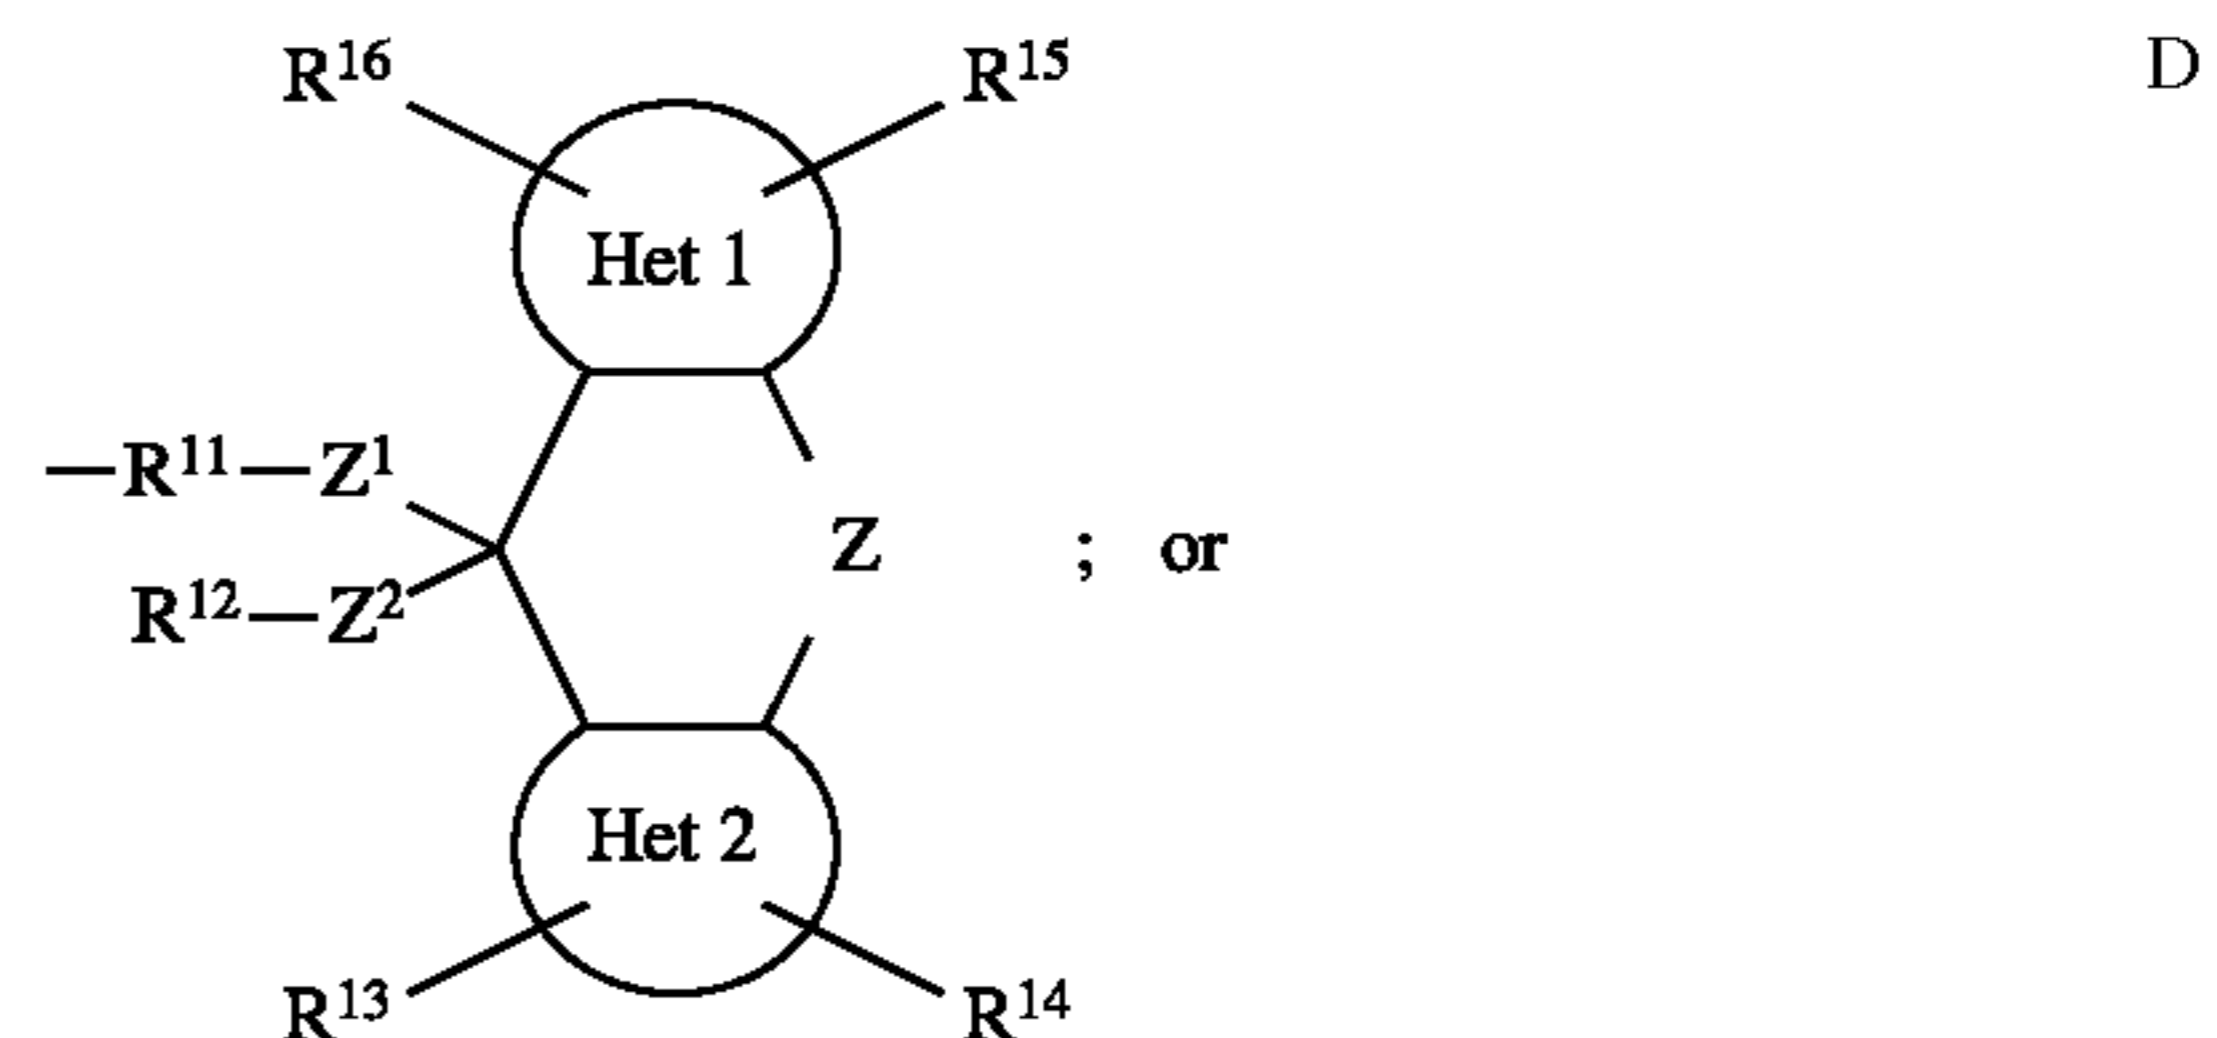 R16 R15 D
Het 1
—R11—Z1
Z ; or
R12—Z2
Het 2
R13 R14